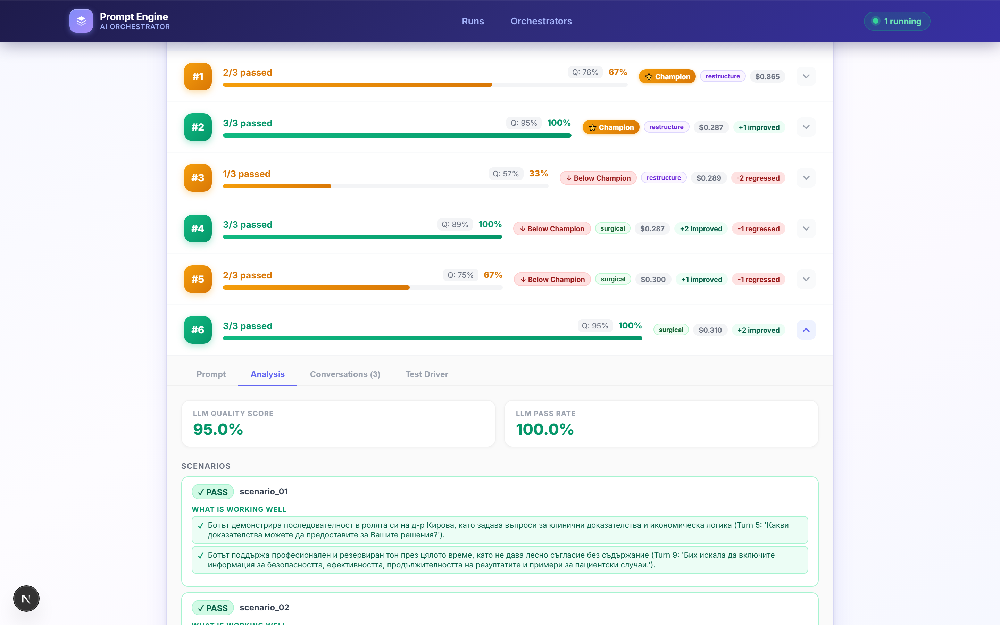 Prompt Engine
AI ORCHESTRATOR
Runs
Orchestrators
1 running
#1
2/3 passed
Q: 76%
67%
Champion
restructure
$0.865
#2
3/3 passed
Q: 95%
100%
Champion
restructure
$0.287
+1 improved
#3
1/3 passed
Q: 57%
33%
↓ Below Champion
restructure
$0.289
-2 regressed
#4
3/3 passed
Q: 89%
100%
↓ Below Champion
surgical
$0.287
+2 improved
-1 regressed
#5
2/3 passed
Q: 75%
67%
↓ Below Champion
surgical
$0.300
+1 improved
-1 regressed
#6
3/3 passed
Q: 95%
100%
surgical
$0.310
+2 improved
Prompt
Analysis
Conversations (3)
Test Driver
LLM QUALITY SCORE
95.0%
LLM PASS RATE
100.0%
SCENARIOS
✓ PASS
scenario_01
WHAT IS WORKING WELL
✓ Ботът демонстрира последователност в ролята си на д-р Кирова, като задава въпроси за клинични доказателства и икономическа логика (Turn 5: 'Какви
доказателства можете да предоставите за Вашите решения?').
✓ Ботът поддържа професионален и резервиран тон през цялото време, като не дава лесно съгласие без съдържание (Turn 9: 'Бих искала да включите
информация за безопасността, ефективността, продължителността на резултатите и примери за пациентски случаи.').
✓ PASS
scenario_02
WHAT IS WORKING WELL
N